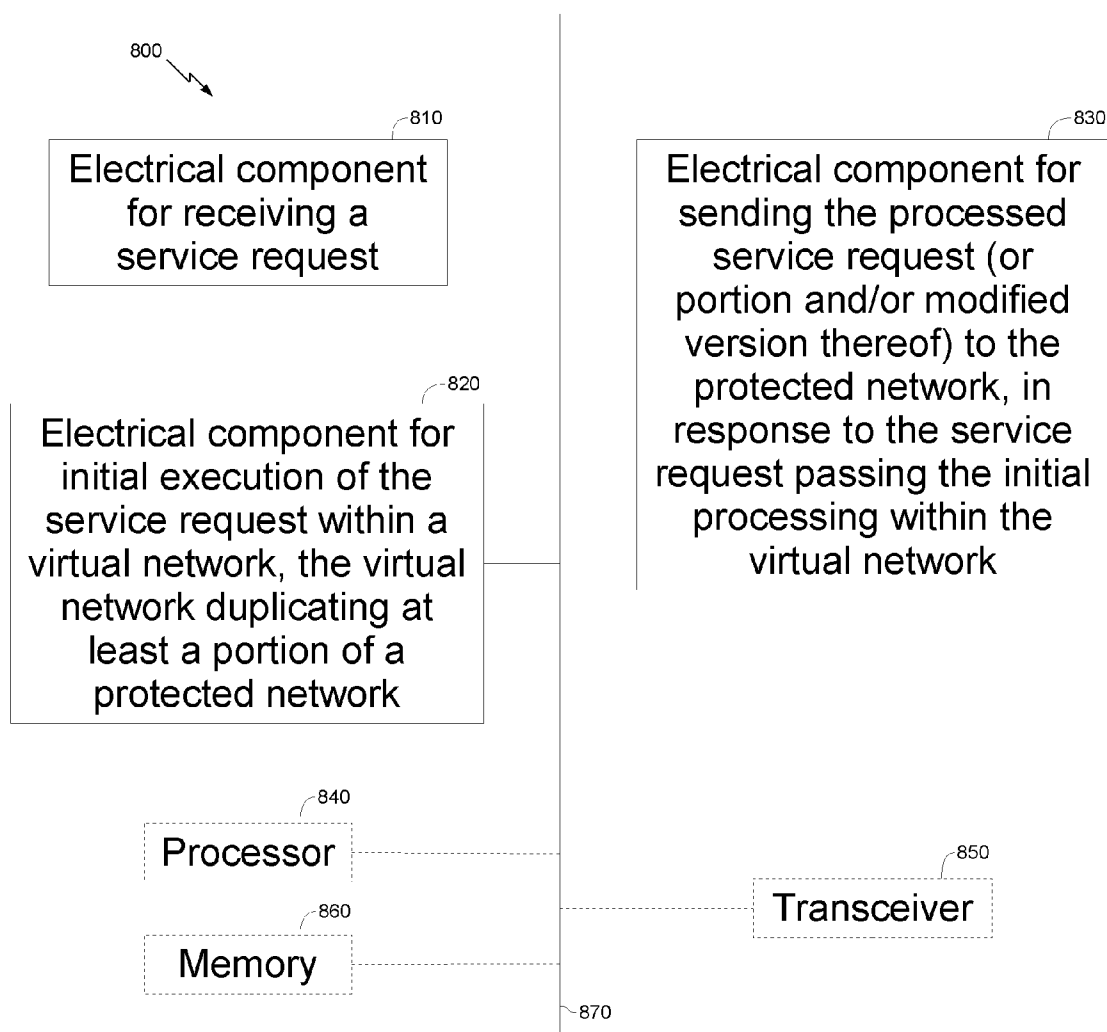 800
810
Electrical component
for receiving a
service request
830
Electrical component for
sending the processed
service request (or
portion and/or modified
version thereof) to the
protected network, in
response to the service
request passing the initial
processing within the
virtual network
820
Electrical component for
initial execution of the
service request within a
virtual network, the virtual
network duplicating at
least a portion of a
protected network
840
Processor
850
Transceiver
860
Memory
870